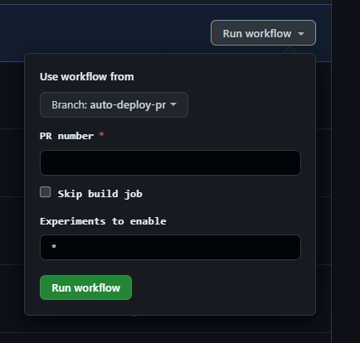 Run workflow
Use workflow from
Branch: auto-deploy-pr
PR number *
Skip build job
Experiments to enable
*
Run workflow